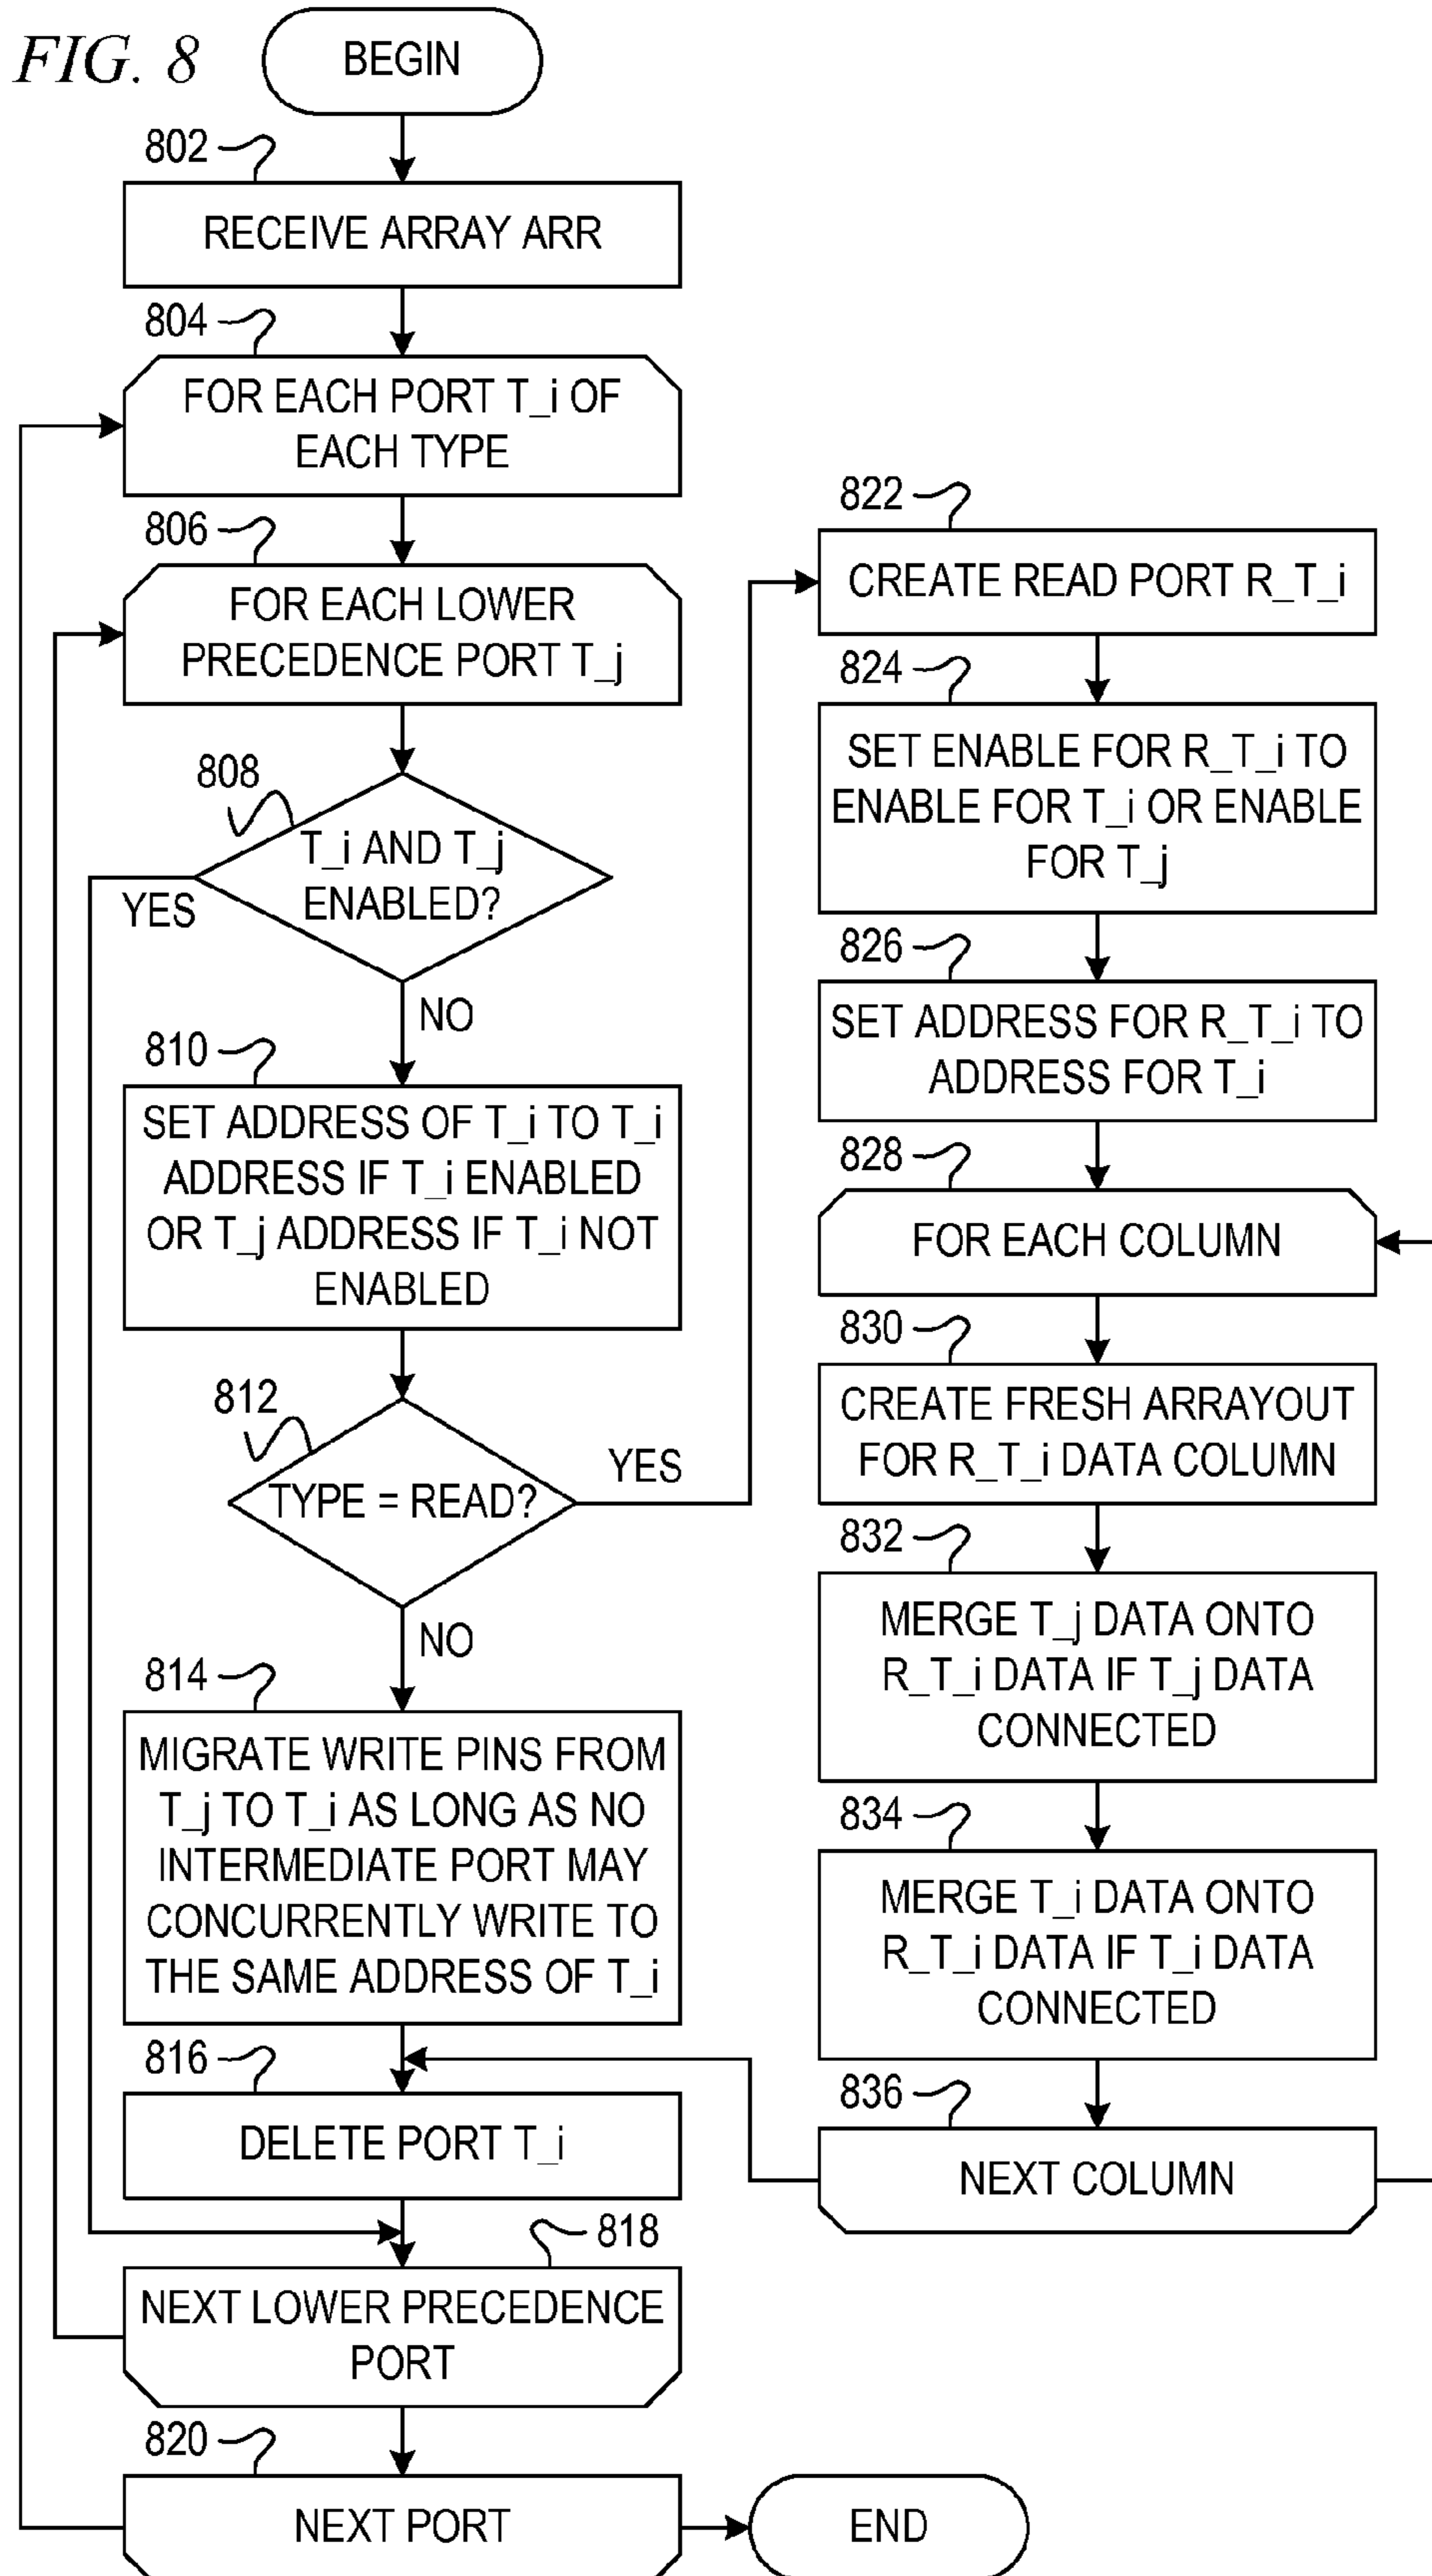 FIG. 8
BEGIN
802
RECEIVE ARRAY ARR
804
FOR EACH PORT T_i OF
EACH TYPE
806
FOR EACH LOWER
PRECEDENCE PORT T_j
808
T_i AND T_j
ENABLED?
YES
NO
810
SET ADDRESS OF T_i TO T_i
ADDRESS IF T_i ENABLED
OR T_j ADDRESS IF T_i NOT
ENABLED
812
TYPE = READ?
YES
NO
814
MIGRATE WRITE PINS FROM
T_j TO T_i AS LONG AS NO
INTERMEDIATE PORT MAY
CONCURRENTLY WRITE TO
THE SAME ADDRESS OF T_i
816
DELETE PORT T_i
818
NEXT LOWER PRECEDENCE
PORT
820
NEXT PORT
END
822
CREATE READ PORT R_T_i
824
SET ENABLE FOR R_T_i TO
ENABLE FOR T_i OR ENABLE
FOR T_j
826
SET ADDRESS FOR R_T_i TO
ADDRESS FOR T_i
828
FOR EACH COLUMN
830
CREATE FRESH ARRAYOUT
FOR R_T_i DATA COLUMN
832
MERGE T_j DATA ONTO
R_T_i DATA IF T_j DATA
CONNECTED
834
MERGE T_i DATA ONTO
R_T_i DATA IF T_i DATA
CONNECTED
836
NEXT COLUMN